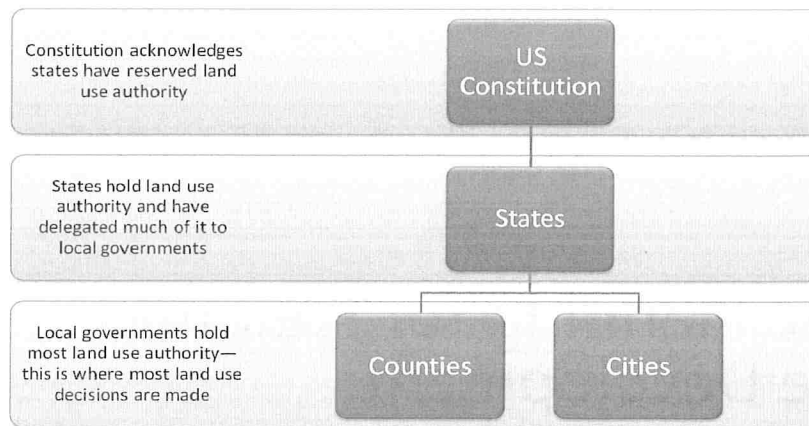 Constitution acknowledges
states have reserved land
use authority
US
Constitution
States hold land use
authority and have
delegated much of it to
local governments
States
Local governments hold
most land use authority—
this is where most land use
decisions are made
Counties
Cities